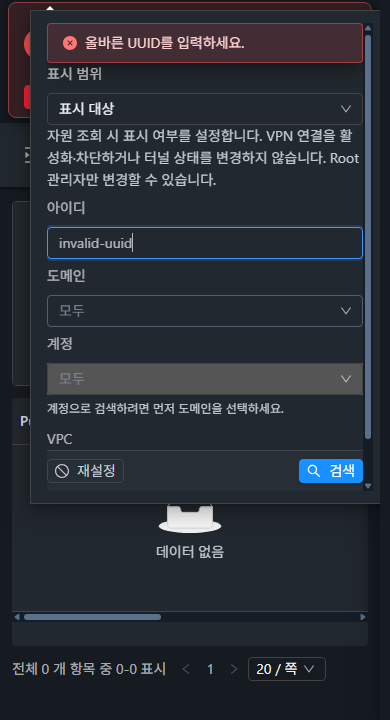 올바른 UUID를 입력하세요.
표시 범위
표시 대상
자원 조회 시 표시 여부를 설정합니다. VPN 연결을 활
성화·차단하거나 터널 상태를 변경하지 않습니다. Root
관리자만 변경할 수 있습니다.
아이디
invalid-uuid
도메인
모두
계정
모두
계정으로 검색하려면 먼저 도메인을 선택하세요.
VPC
재설정
검색
데이터 없음
전체 0 개 항목 중 0-0 표시
1
20 / 쪽